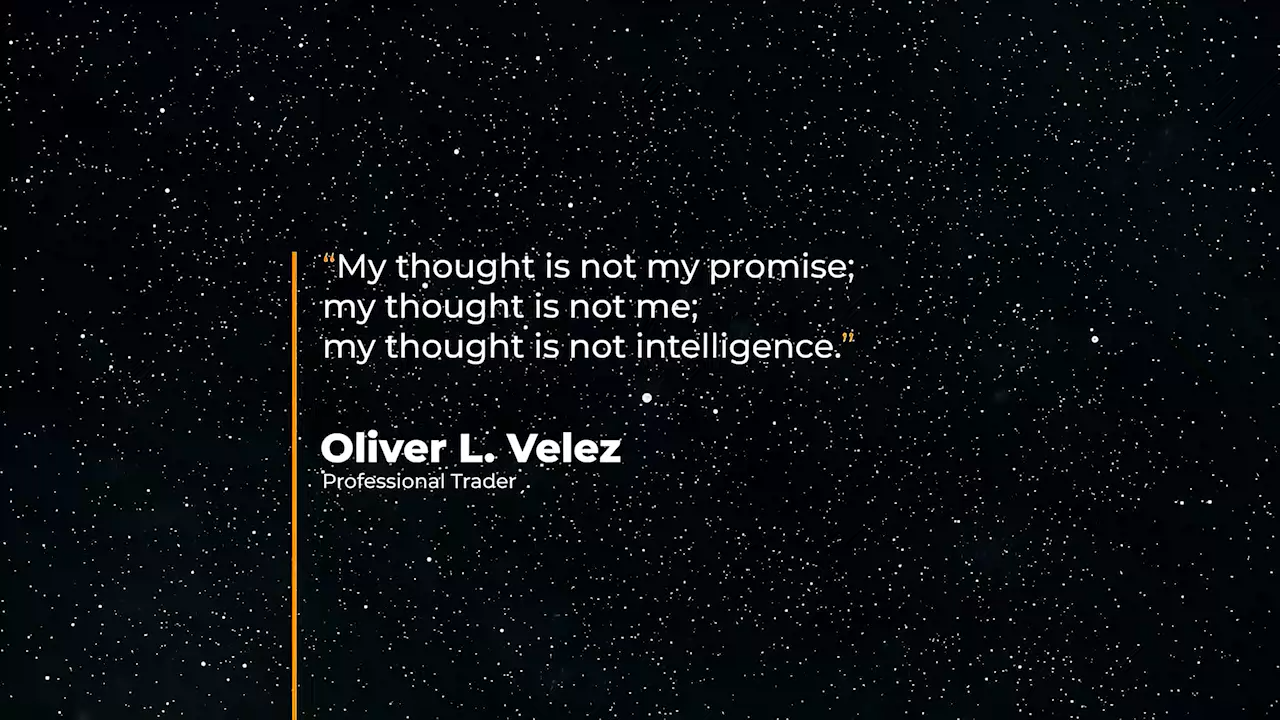 “My thought is not my promise;
my thought is not me;
my thought is not intelligence.”
Oliver L. Velez
Professional Trader